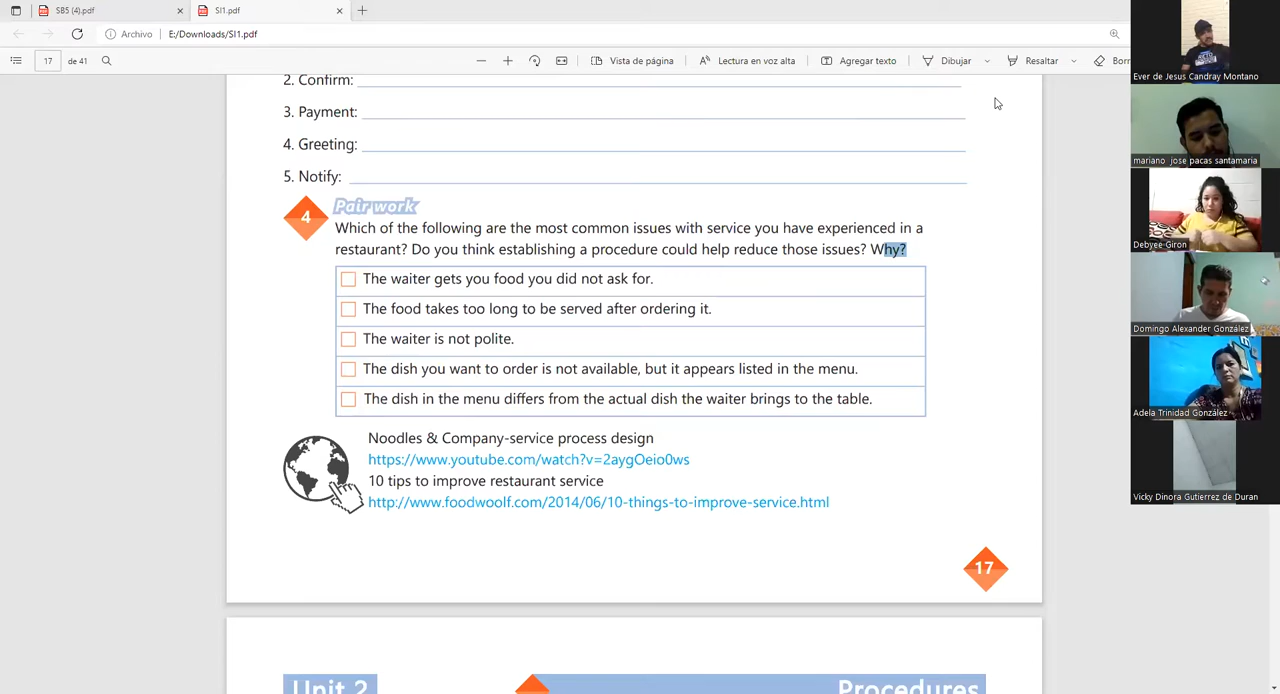 SB5 (4).pdf
SI1.pdf
Archivo E:/Downloads/SI1.pdf
17 de 41
Vista de página
Lectura en voz alta
Agregar texto
Dibujar
Resaltar
Borr
2. Confirm:
3. Payment:
4. Greeting:
5. Notify:
4
Pair work
Which of the following are the most common issues with service you have experienced in a
restaurant? Do you think establishing a procedure could help reduce those issues? Why?
The waiter gets you food you did not ask for.
The food takes too long to be served after ordering it.
The waiter is not polite.
The dish you want to order is not available, but it appears listed in the menu.
The dish in the menu differs from the actual dish the waiter brings to the table.
Noodles & Company-service process design
https://www.youtube.com/watch?v=2aygOeio0ws
10 tips to improve restaurant service
http://www.foodwoolf.com/2014/06/10-things-to-improve-service.html
17
Unit 2
Procedures
Ever de Jesus Candray Montano
mariano jose pacas santamaria
Debyee Giron
Domingo Alexander González
Adela Trinidad González
Vicky Dinora Gutierrez de Duran